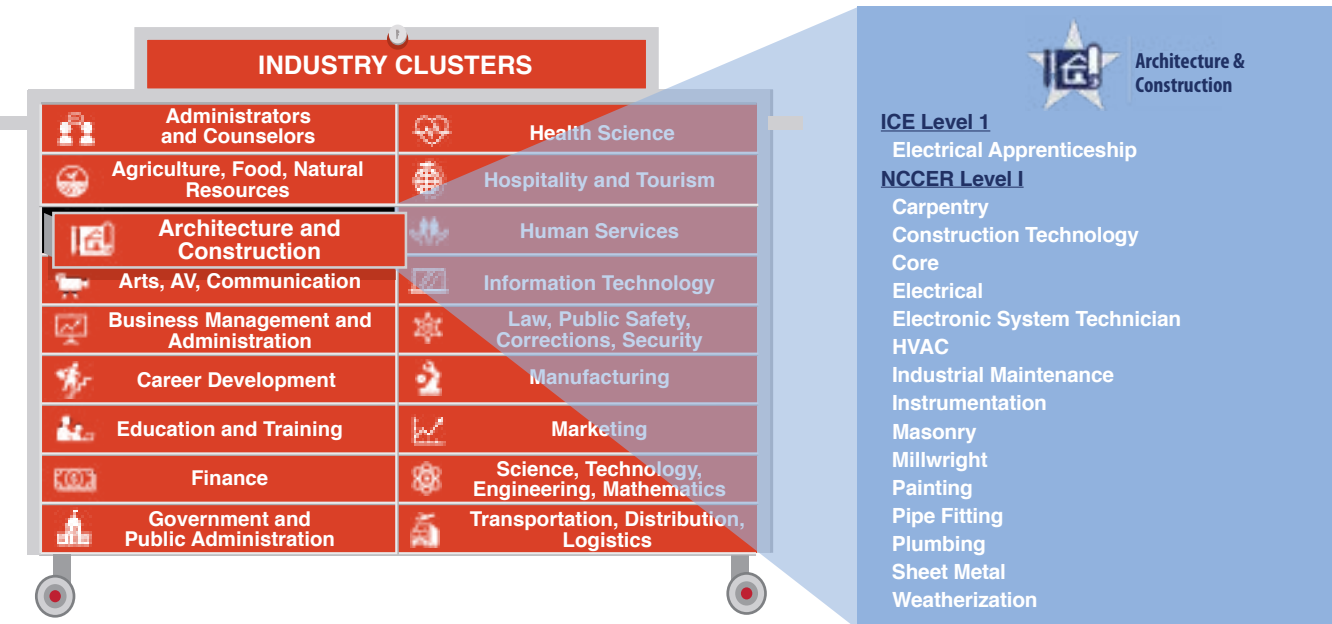 INDUSTRY CLUSTERS
Administrators
and Counselors
Agriculture, Food, Natural
Resources
Architecture and
Construction
Arts, AV, Communication
Business Management and
Administration
Career Development
Education and Training
Finance
Government and
Public Administration
Health Science
Hospitality and Tourism
Human Services
Information Technology
Law, Public Safety,
Corrections, Security
Manufacturing
Marketing
Science, Technology,
Engineering, Mathematics
Transportation, Distribution,
Logistics
Architecture &
Construction
ICE Level 1
Electrical Apprenticeship
NCCER Level I
Carpentry
Construction Technology
Core
Electrical
Electronic System Technician
HVAC
Industrial Maintenance
Instrumentation
Masonry
Millwright
Painting
Pipe Fitting
Plumbing
Sheet Metal
Weatherization